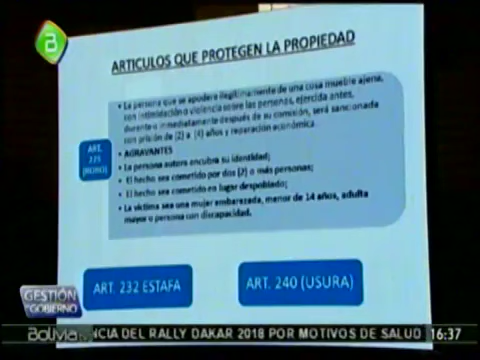 ARTICULOS QUE PROTEGEN LA PROPIEDAD
• La persona que se apodere ilegítimamente de una cosa mueble ajena,
con intimidación o violencia sobre las personas, ejercida antes,
durante o inmediatamente después de su comisión, será sancionada
con prisión de (2) a (4) años y reparación económica.
ART.
(ROBO)
• AGRAVANTES
• La persona autora encubra su identidad;
• El hecho sea cometido por dos (2) o más personas;
• El hecho sea cometido en lugar despoblado;
• La víctima sea una mujer embarazada, menor de 14 años, adulta
mayor o persona con discapacidad.
ART. 232 ESTAFA
ART. 240 (USURA)
GESTIÓN
GOBIERNO
Bolivia
NCIA DEL RALLY DAKAR 2018 POR MOTIVOS DE SALUD
16:37